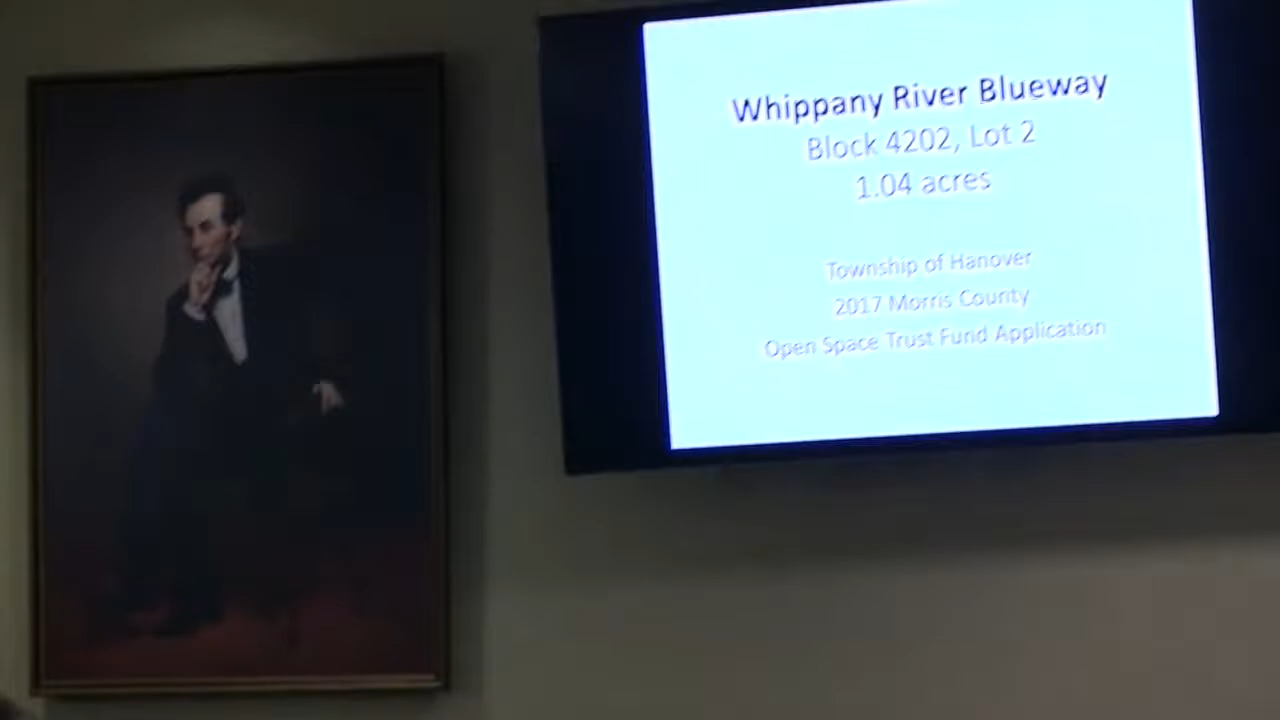 Whippany River Blueway
Block 4202, Lot 2
1.04 acres
Township of Hanover
2017 Morris County
Open Space Trust Fund Application